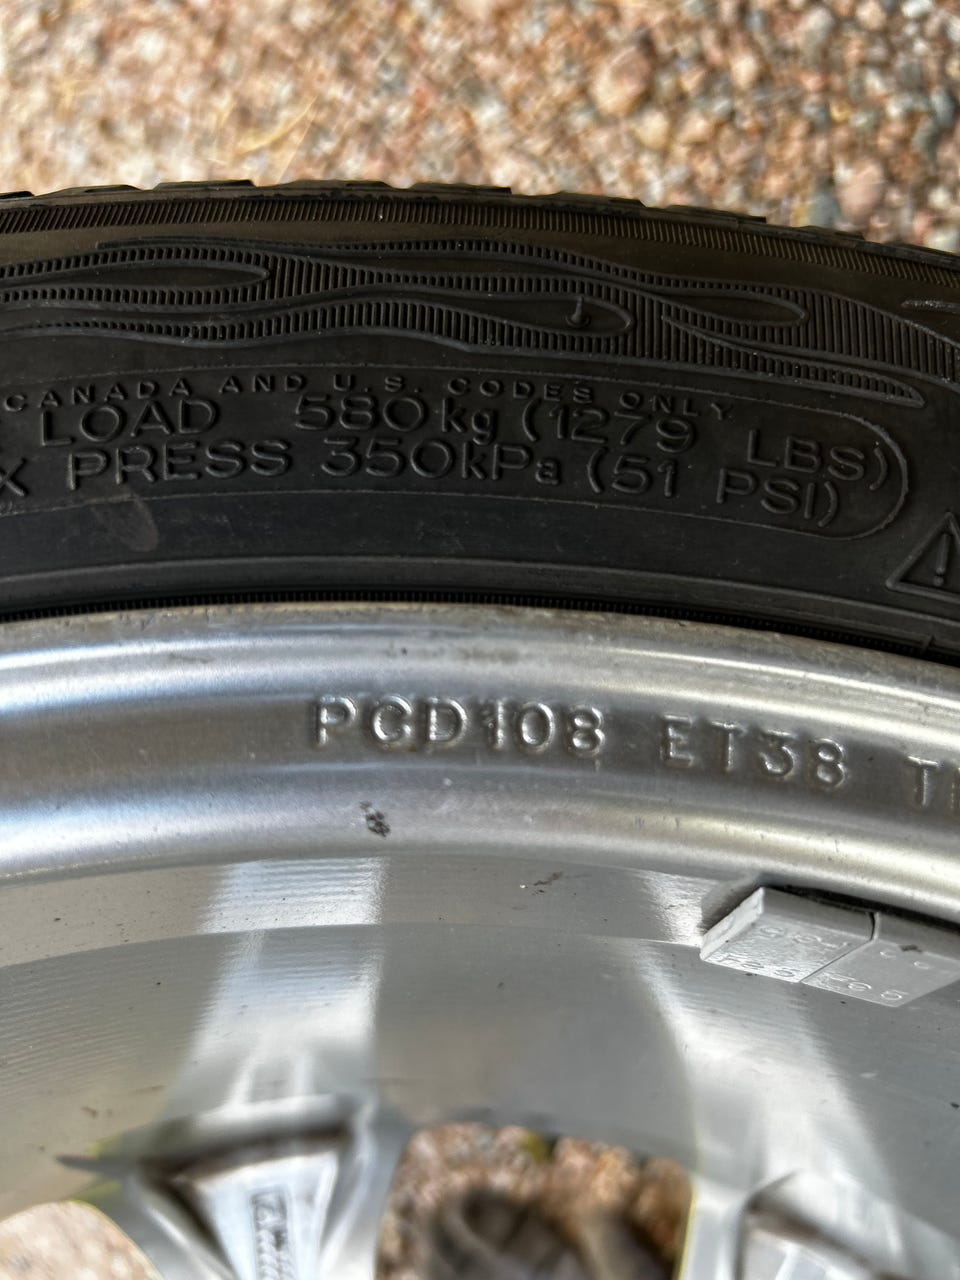 CANADA AND U.S. CODES ONLY
LOAD 580kg (1279 LBS)
PRESS 350kPa (51 PSI)
PCD108 ET38